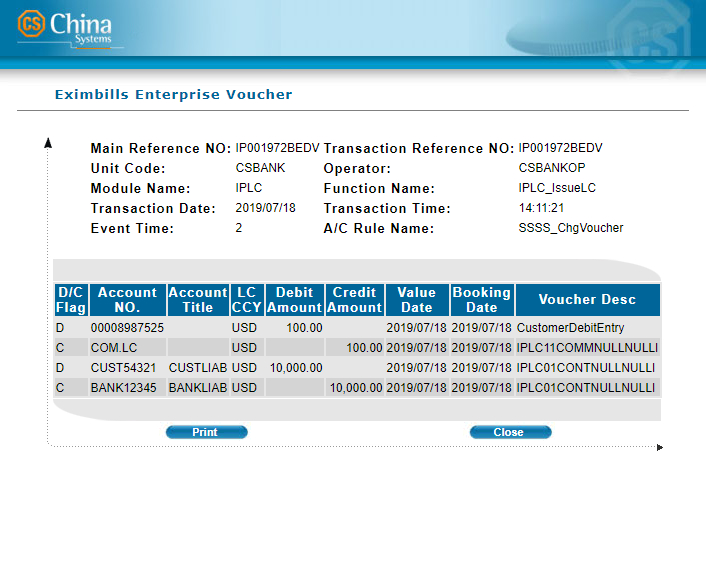 CS China
Systems
CS
Eximbills Enterprise Voucher
Main Reference NO: IP001972BEDV Transaction Reference NO: IP001972BEDV
Unit Code: CSBANK Operator: CSBANKOP
Module Name: IPLC Function Name: IPLC_IssueLC
Transaction Date: 2019/07/18 Transaction Time: 14:11:21
Event Time: 2 A/C Rule Name: SSSS_ChgVoucher
D/C Flag Account NO. Account Title LC CCY Debit Amount Credit Amount Value Date Booking Date Voucher Desc
D 00008987525 USD 100.00 2019/07/18 2019/07/18 CustomerDebitEntry
C COM.LC USD 100.00 2019/07/18 2019/07/18 IPLC11COMMNULLNULLI
D CUST54321 CUSTLIAB USD 10,000.00 2019/07/18 2019/07/18 IPLC01CONTNULLNULLI
C BANK12345 BANKLIAB USD 10,000.00 2019/07/18 2019/07/18 IPLC01CONTNULLNULLI
Print Close